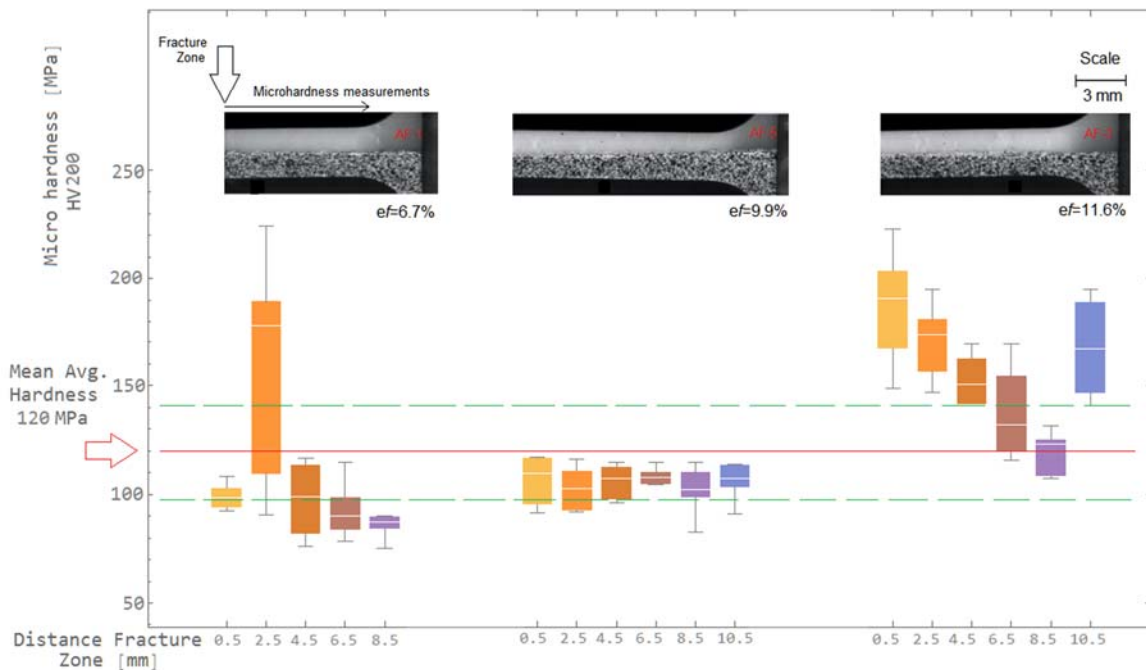 Fracture
Zone
Microhardness measurements
Scale
3 mm
AF-1
ef=6.7%
ef=9.9%
ef=11.6%
Micro hardness [MPa]
HV200
250
200
150
100
50
Mean Avg.
Hardness
120 MPa
Distance Fracture
Zone [mm]
0.5 2.5 4.5 6.5 8.5
0.5 2.5 4.5 6.5 8.5 10.5
0.5 2.5 4.5 6.5 8.5 10.5